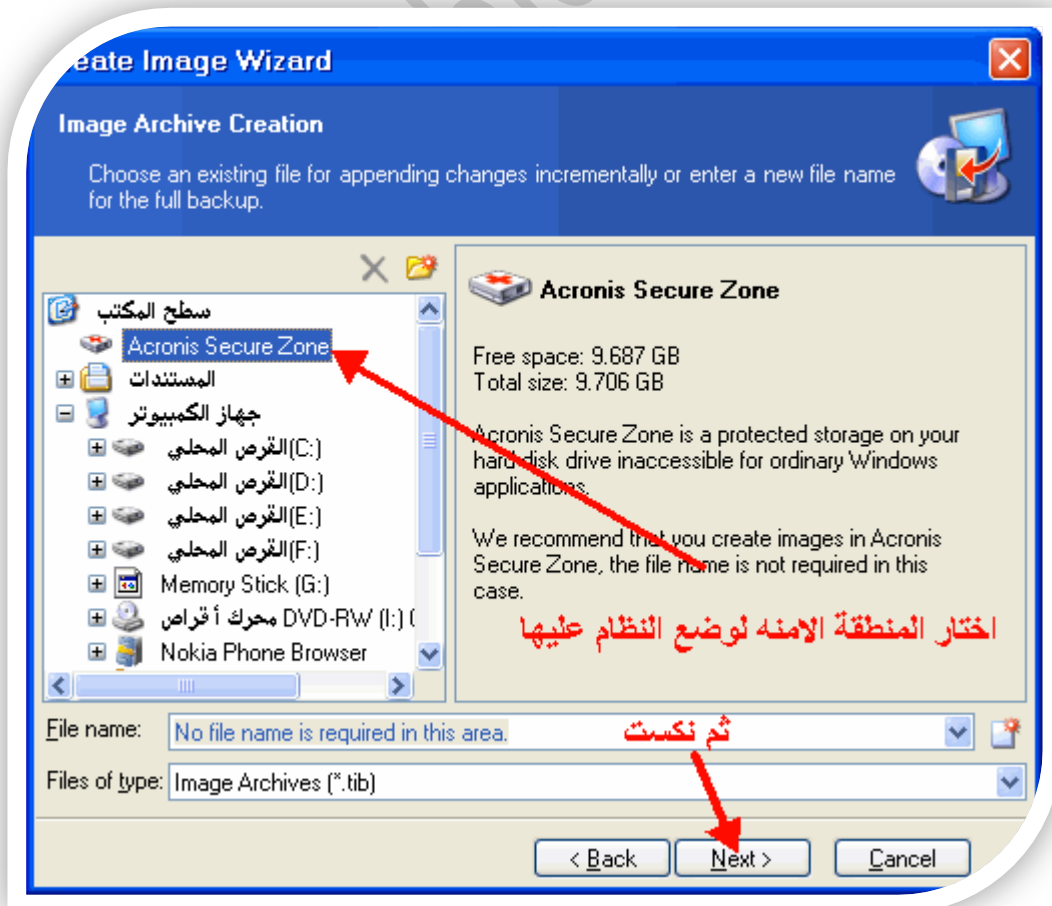 eate Image Wizard
Image Archive Creation
Choose an existing file for appending changes incrementally or enter a new file name
for the full backup.
سطح المكتب
Acronis Secure Zone
المستندات
جهاز الكمبيوتر
القرص المحلي (C:)
القرص المحلي (D:)
القرص المحلي (E:)
القرص المحلي (F:)
Memory Stick (G:)
محرك أقراص DVD-RW (I:)
Nokia Phone Browser
Acronis Secure Zone
Free space: 9.687 GB
Total size: 9.706 GB
Acronis Secure Zone is a protected storage on your
hard disk drive inaccessible for ordinary Windows
applications.
We recommend that you create images in Acronis
Secure Zone, the file name is not required in this
case.
اختار المنطقة الامنه لوضع النظام عليها
File name: No file name is required in this area.
ثم نكست
Files of type: Image Archives (*.tib)
< Back Next > Cancel